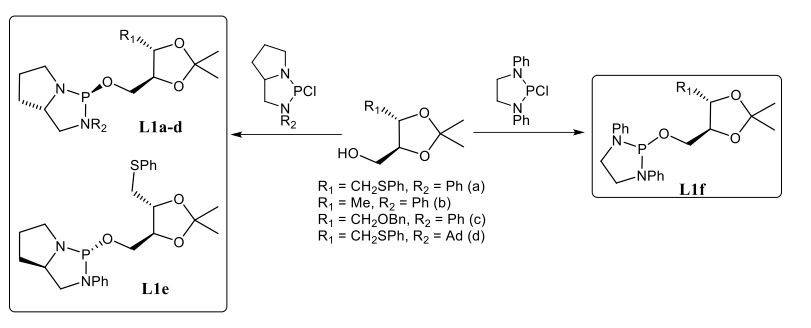 R₁
O
O
N
P
O
NR₂
L1a-d
SPh
O
O
N
P
O
NPh
L1e
N
PCl
N
R₂
R₁
O
O
HO
R₁ = CH₂SPh, R₂ = Ph (a)
R₁ = Me, R₂ = Ph (b)
R₁ = CH₂OBn, R₂ = Ph (c)
R₁ = CH₂SPh, R₂ = Ad (d)
Ph
N
PCl
N
Ph
R
O
O
Ph
N
P
O
NPh
L1f